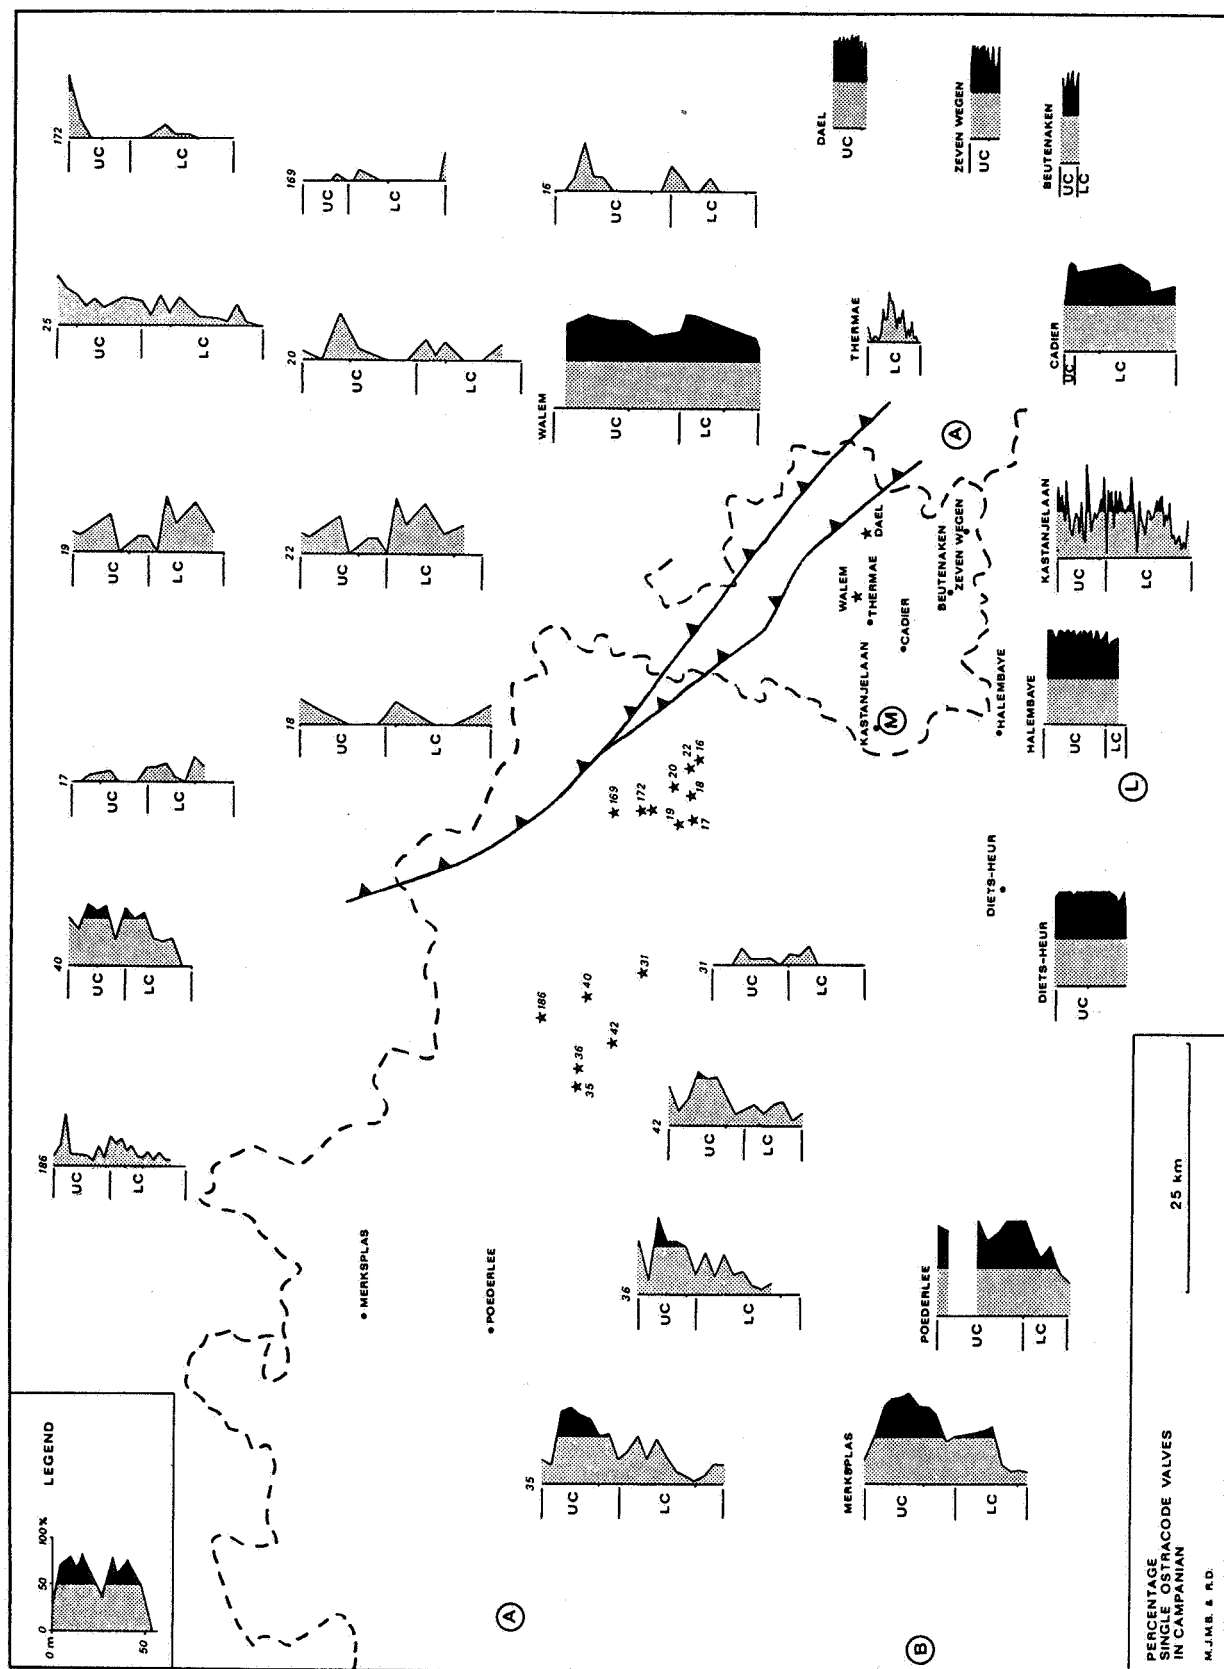 LEGEND
0 50 100%
0 m
50
186
UC
LC
40
UC
LC
17
UC
LC
19
UC
LC
25
UC
LC
172
UC
LC
18
UC
LC
22
UC
LC
20
UC
LC
169
UC
LC
WALEM
UC
LC
16
UC
LC
MERKSPLAS
POEDERLEE
186
36
35
40
42
31
169
172
19
20
22
16
18
17
A
35
UC
LC
36
UC
LC
42
UC
LC
31
UC
LC
KASTANJELAAN
M
WALEM
THERMAE
CADIER
DAEL
BEUTENAKEN
ZEVEN WEGEN
A
THERMAE
LC
DAEL
UC
MERKSPLAS
UC
LC
B
POEDERLEE
UC
LC
DIETS-HEUR
HALEMBAYE
ZEVEN WEGEN
UC
DIETS-HEUR
UC
HALEMBAYE
UC
LC
KASTANJELAAN
UC
LC
CADIER
UC
LC
BEUTENAKEN
UC
LC
L
PERCENTAGE
SINGLE OSTRACODE VALVES
IN CAMPANIAN
M.J.M.B. & R.D.
25 km